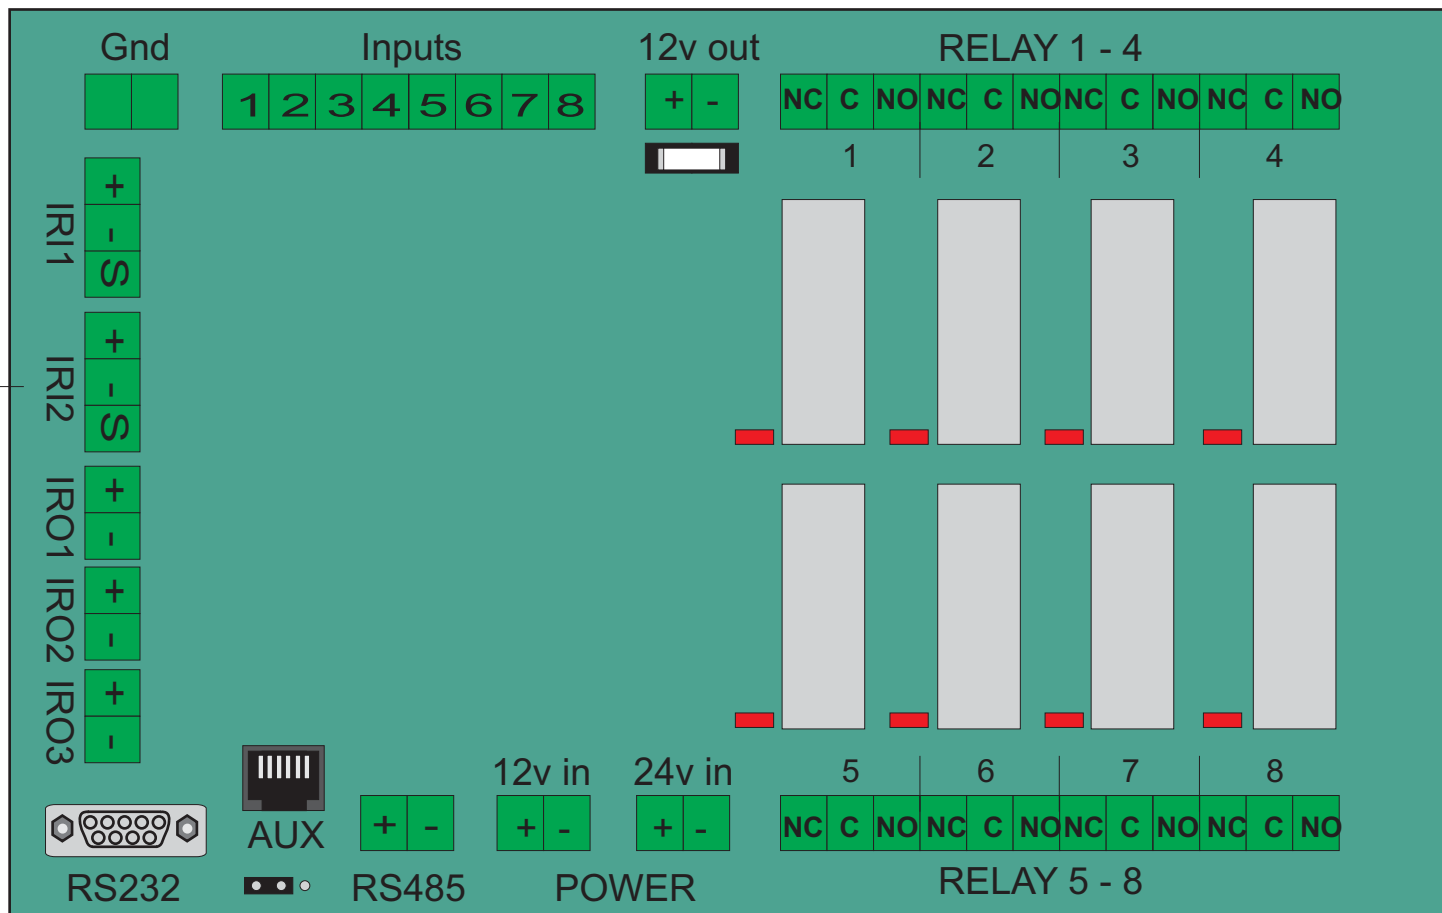 Gnd Inputs 12v out RELAY 1 - 4
1 2 3 4 5 6 7 8 + - NC C NO NC C NO NC C NO NC C NO
1 2 3 4
IRI1 + - S
IRI2 + - S
IRO1 + -
IRO2 + -
IRO3 + -
12v in 24v in 5 6 7 8
AUX + - + - + - NC C NO NC C NO NC C NO NC C NO
RS232 RS485 POWER RELAY 5 - 8